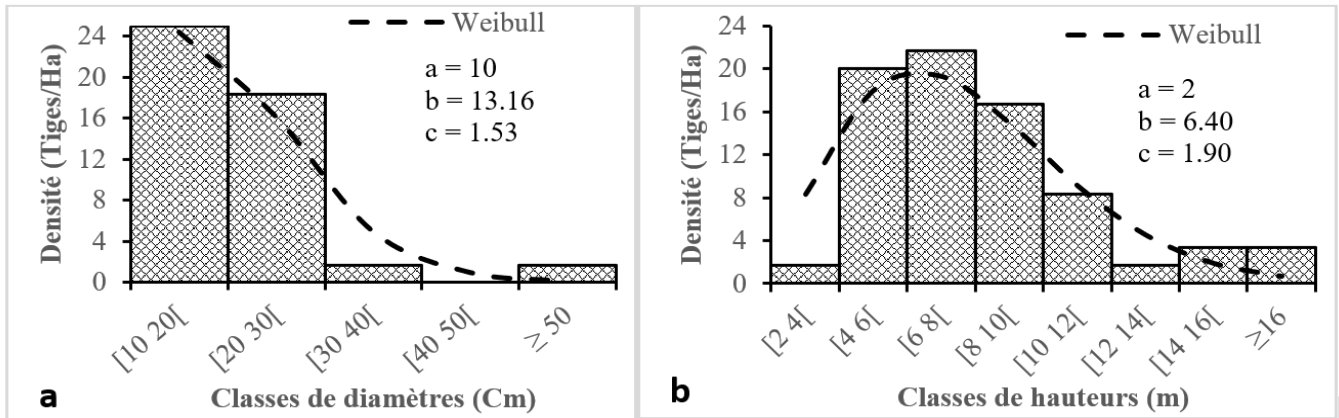 Weibull
a = 10
b = 13.16
c = 1.53
Densité (Tiges/Ha)
24
20
16
12
8
4
0
[10 20[
[20 30[
[30 40[
[40 50[
≥ 50
a
Classes de diamètres (Cm)
Weibull
a = 2
b = 6.40
c = 1.90
Densité (Tiges/Ha)
24
20
16
12
8
4
0
[2 4[
[4 6[
[6 8[
[8 10[
[10 12[
[12 14[
[14 16[
≥16
b
Classes de hauteurs (m)